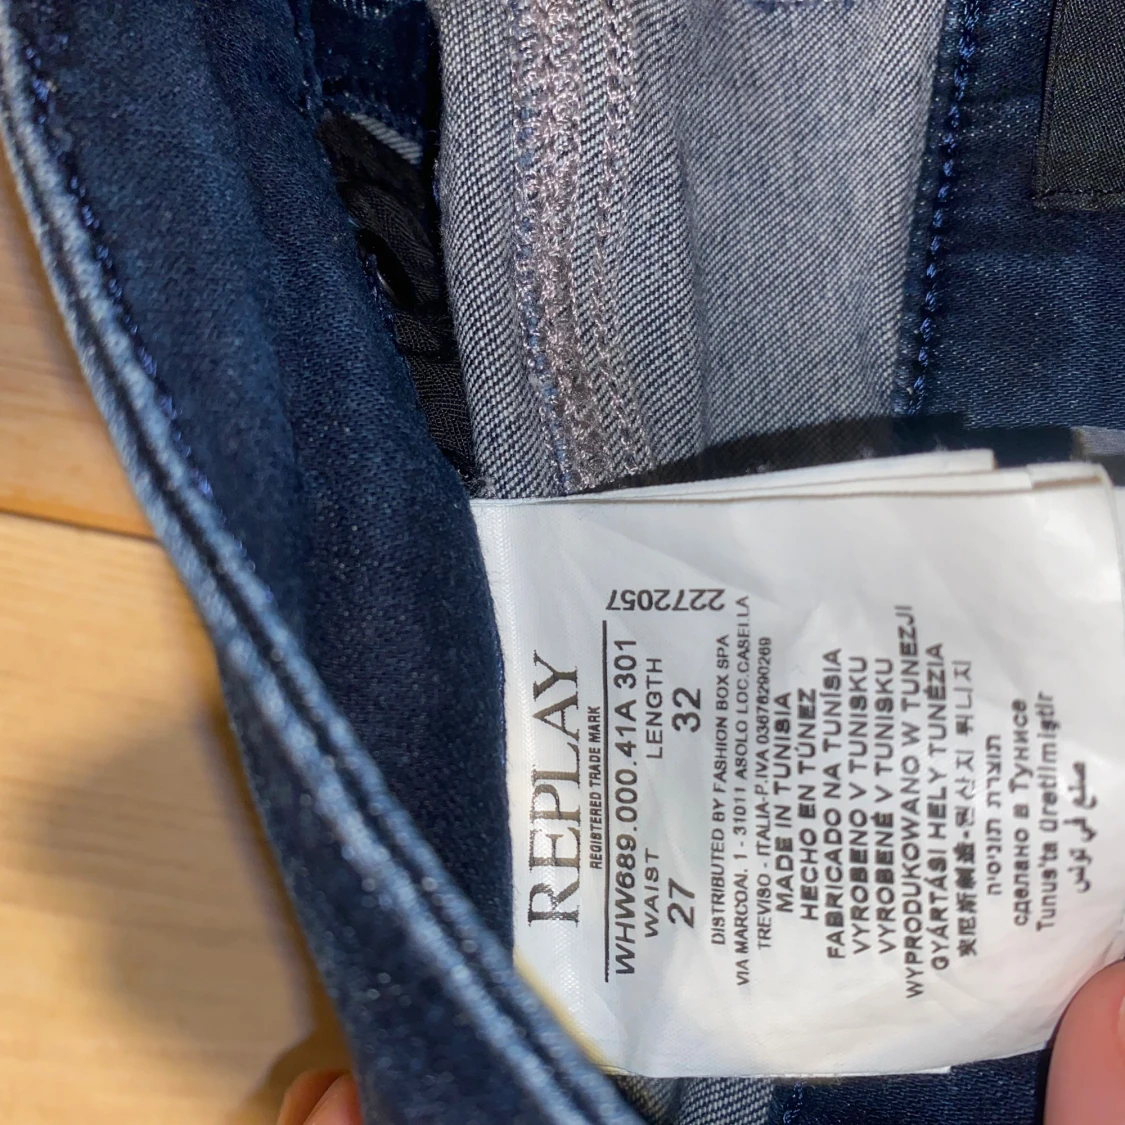 REPLAY
REGISTERED TRADE MARK
WHW689.000.41A 301
2272057
WAIST LENGTH
27 32
DISTRIBUTED BY FASHION BOX SPA
VIA MARCOAI. 1 - 31011 ASOLO LOC.CASELLA
TREVISO - ITALIA-P.IVA 03676290269
MADE IN TUNISIA
HECHO EN TÚNEZ
FABRICADO NA TUNÍSIA
VYROBENO V TUNISKU
VYROBENÉ V TUNISKU
WYPRODUKOWANO W TUNEZJI
GYÁRTÁSI HELY TUNÉZIA
突尼斯制造-원산지 튀니지
תוצרת תוניסיה
сделано в Тунисе
Tunus'ta üretilmiştir
صنع في تونس